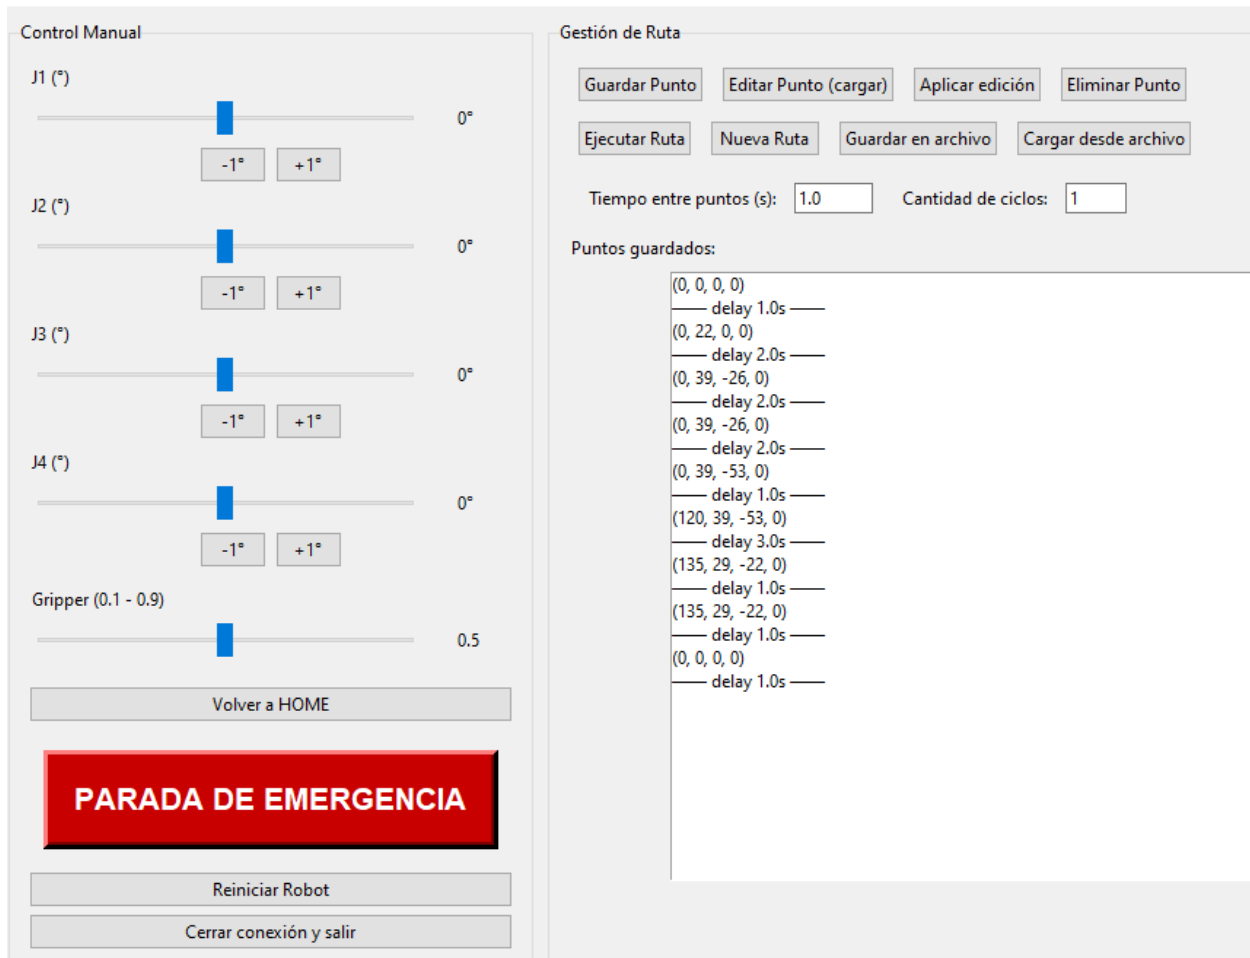 Control Manual
J1 (°)
0°
-1° +1°
J2 (°)
0°
-1° +1°
J3 (°)
0°
-1° +1°
J4 (°)
0°
-1° +1°
Gripper (0.1 - 0.9)
0.5
Volver a HOME
PARADA DE EMERGENCIA
Reiniciar Robot
Cerrar conexión y salir
Gestión de Ruta
Guardar Punto Editar Punto (cargar) Aplicar edición Eliminar Punto
Ejecutar Ruta Nueva Ruta Guardar en archivo Cargar desde archivo
Tiempo entre puntos (s): 1.0 Cantidad de ciclos: 1
Puntos guardados:
(0, 0, 0, 0)
─── delay 1.0s ───
(0, 22, 0, 0)
─── delay 2.0s ───
(0, 39, -26, 0)
─── delay 2.0s ───
(0, 39, -26, 0)
─── delay 2.0s ───
(0, 39, -53, 0)
─── delay 1.0s ───
(120, 39, -53, 0)
─── delay 3.0s ───
(135, 29, -22, 0)
─── delay 1.0s ───
(135, 29, -22, 0)
─── delay 1.0s ───
(0, 0, 0, 0)
─── delay 1.0s ───